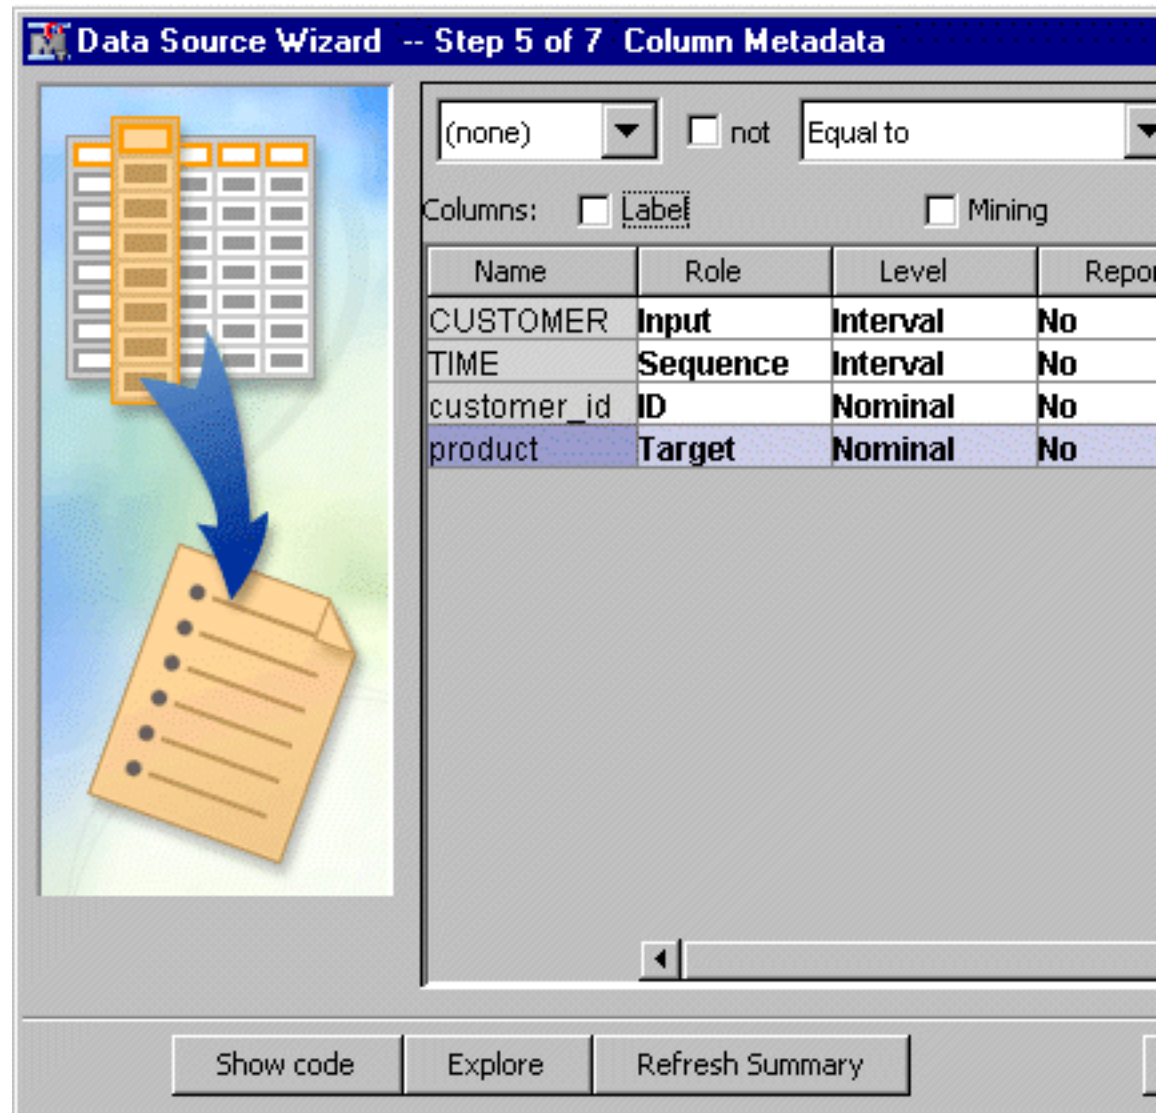 Data Source Wizard -- Step 5 of 7 Column Metadata
(none) not Equal to
Columns: Label Mining
Name Role Level Repor
CUSTOMER Input Interval No
TIME Sequence Interval No
customer_id ID Nominal No
product Target Nominal No
Show code Explore Refresh Summary